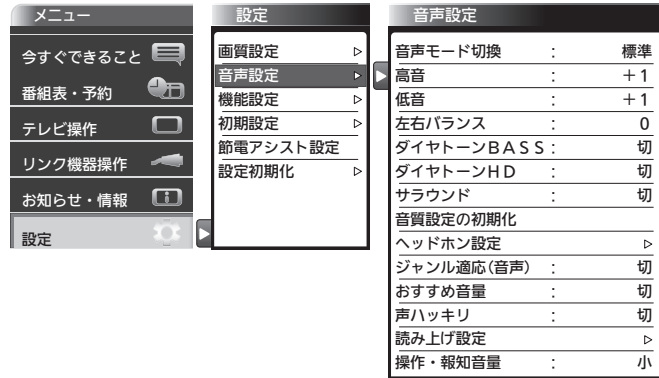 メニュー
今すぐできること
番組表・予約
テレビ操作
リンク機器操作
お知らせ・情報
設定
設定
画質設定 ▷
音声設定 ▷
機能設定 ▷
初期設定 ▷
節電アシスト設定
設定初期化 ▷
音声設定
音声モード切換 : 標準
高音 : +1
低音 : +1
左右バランス : 0
ダイヤトーンBASS: 切
ダイヤトーンHD : 切
サラウンド : 切
音質設定の初期化
ヘッドホン設定 ▷
ジャンル適応(音声) : 切
おすすめ音量 : 切
声ハッキリ : 切
読み上げ設定 ▷
操作・報知音量 : 小